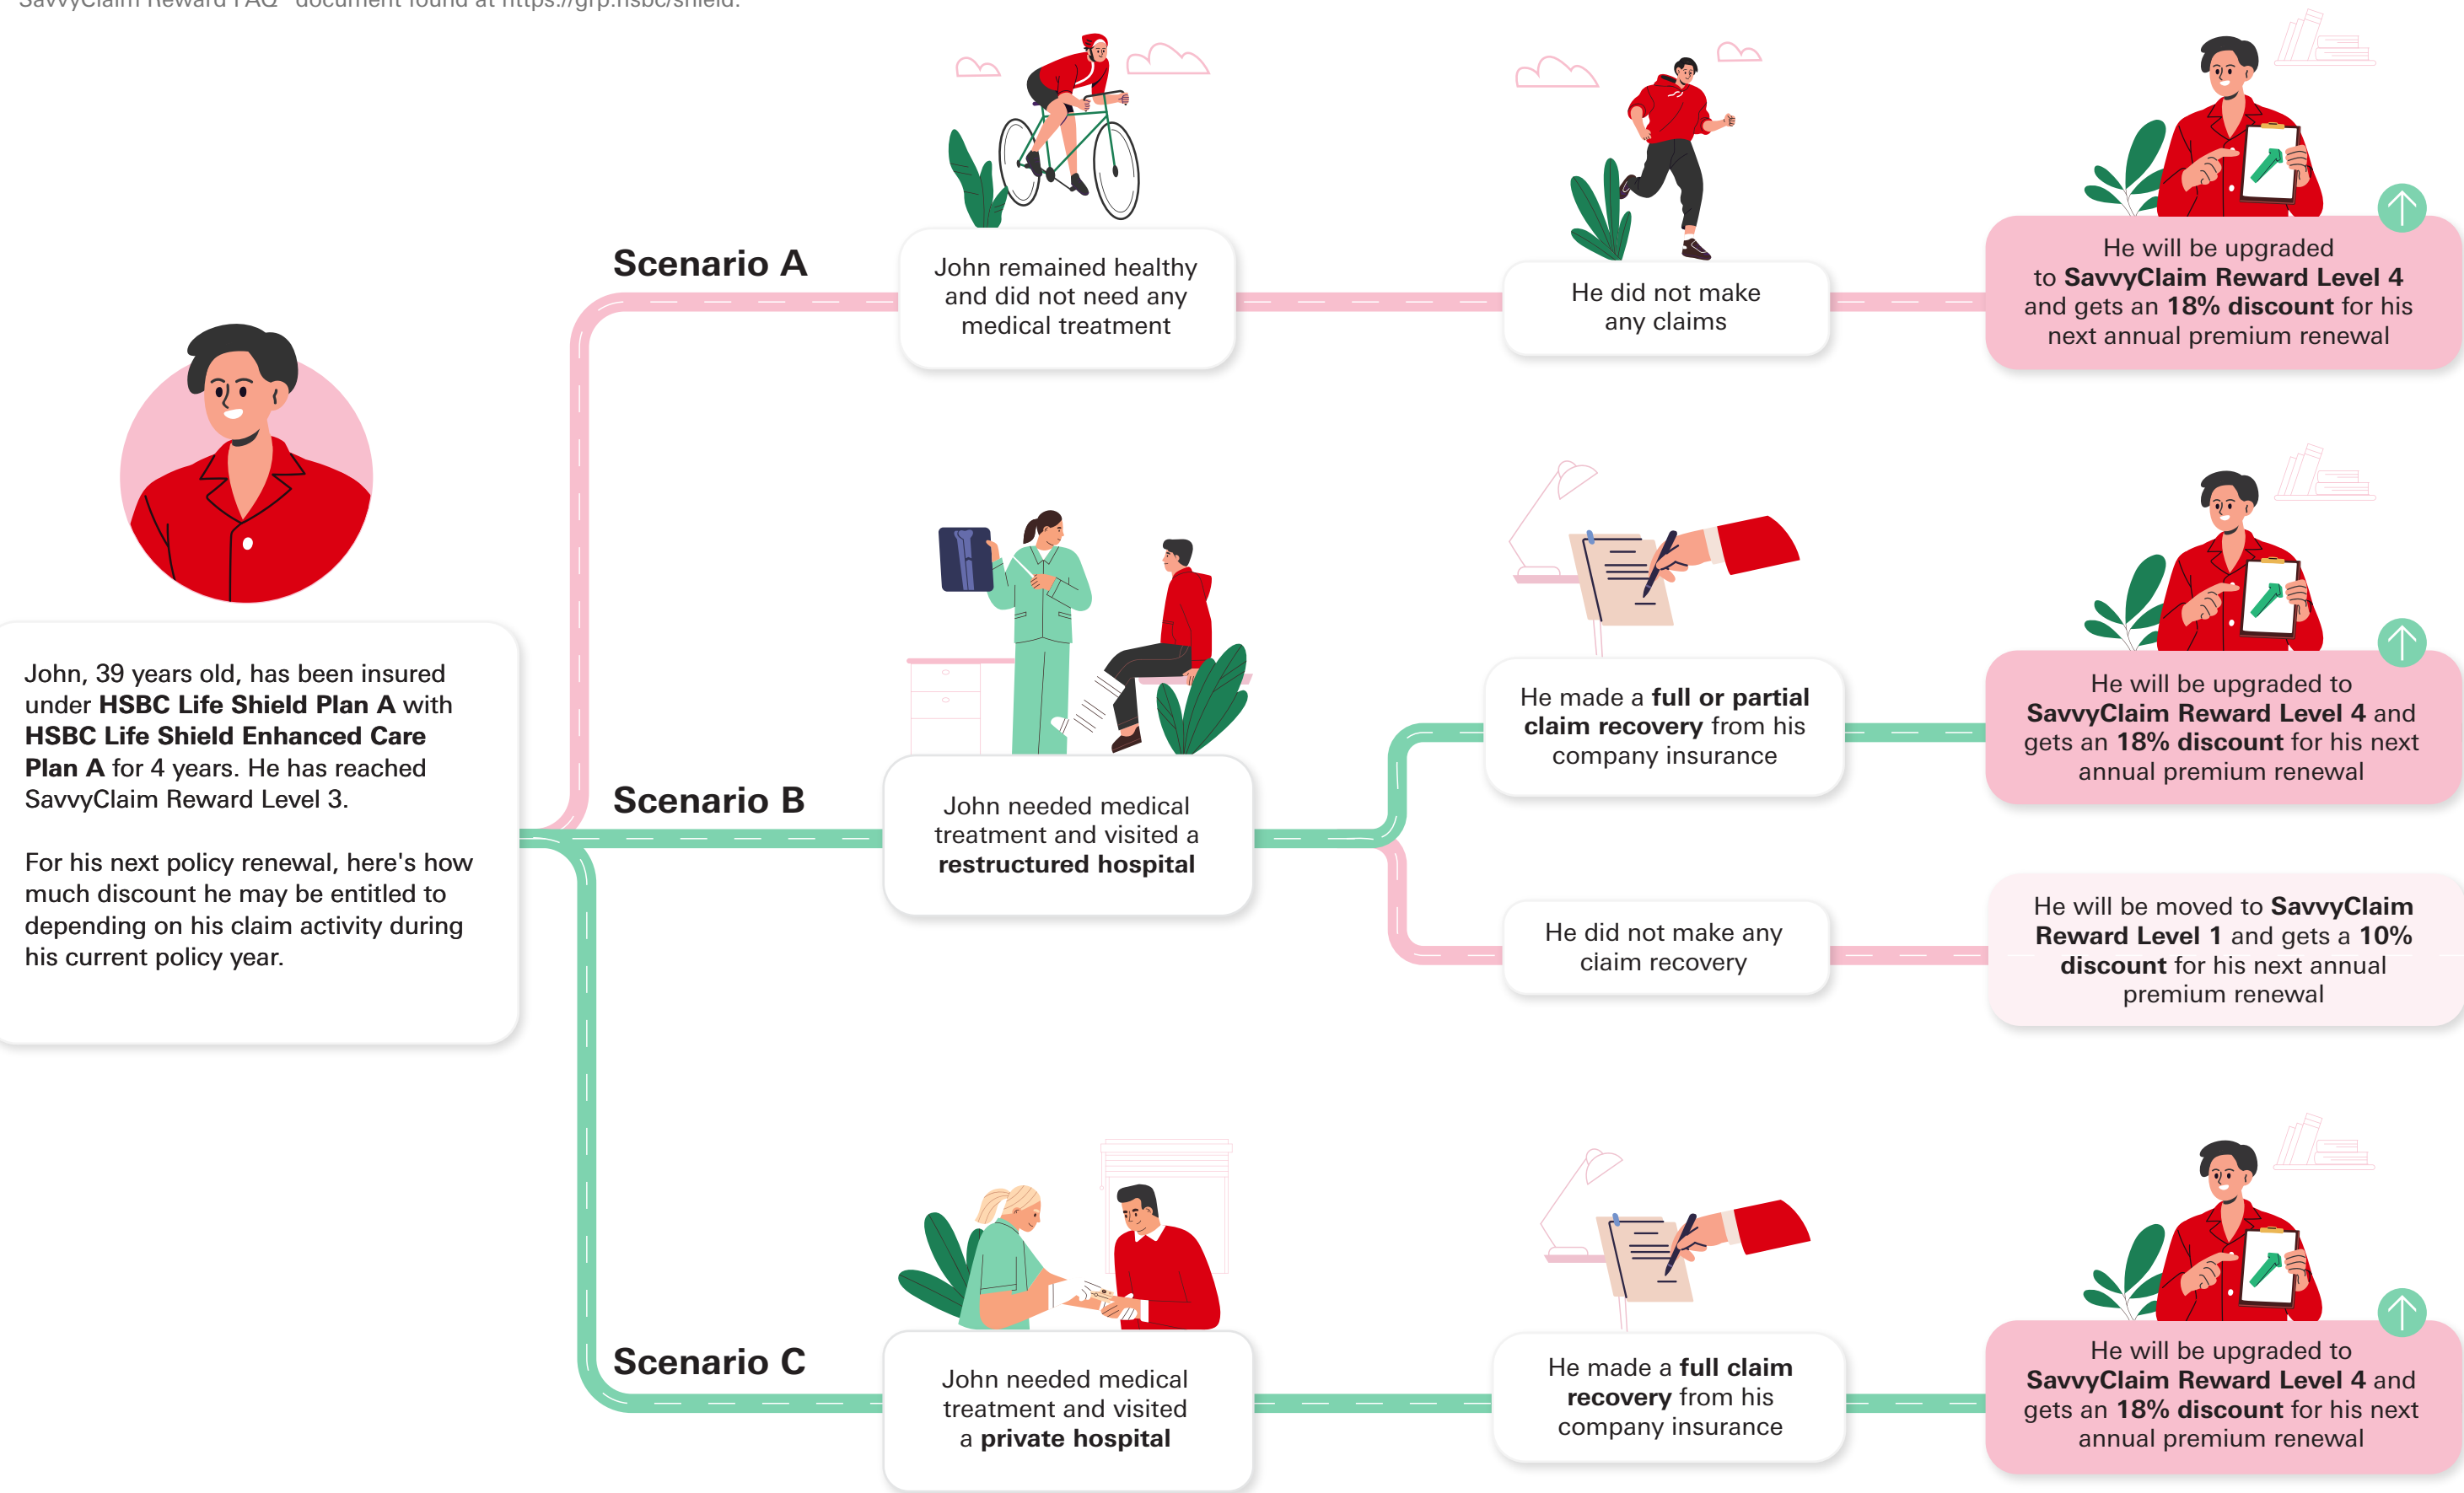 SavvyClaim Reward FAQ" document found at https://grp.hsbc/shield.
John, 39 years old, has been insured
under HSBC Life Shield Plan A with
HSBC Life Shield Enhanced Care
Plan A for 4 years. He has reached
SavvyClaim Reward Level 3.
For his next policy renewal, here's how
much discount he may be entitled to
depending on his claim activity during
his current policy year.
Scenario A
John remained healthy
and did not need any
medical treatment
He did not make
any claims
He will be upgraded
to SavvyClaim Reward Level 4
and gets an 18% discount for his
next annual premium renewal
Scenario B
John needed medical
treatment and visited a
restructured hospital
He made a full or partial
claim recovery from his
company insurance
He will be upgraded to
SavvyClaim Reward Level 4 and
gets an 18% discount for his next
annual premium renewal
He did not make any
claim recovery
He will be moved to SavvyClaim
Reward Level 1 and gets a 10%
discount for his next annual
premium renewal
Scenario C
John needed medical
treatment and visited
a private hospital
He made a full claim
recovery from his
company insurance
He will be upgraded to
SavvyClaim Reward Level 4 and
gets an 18% discount for his next
annual premium renewal